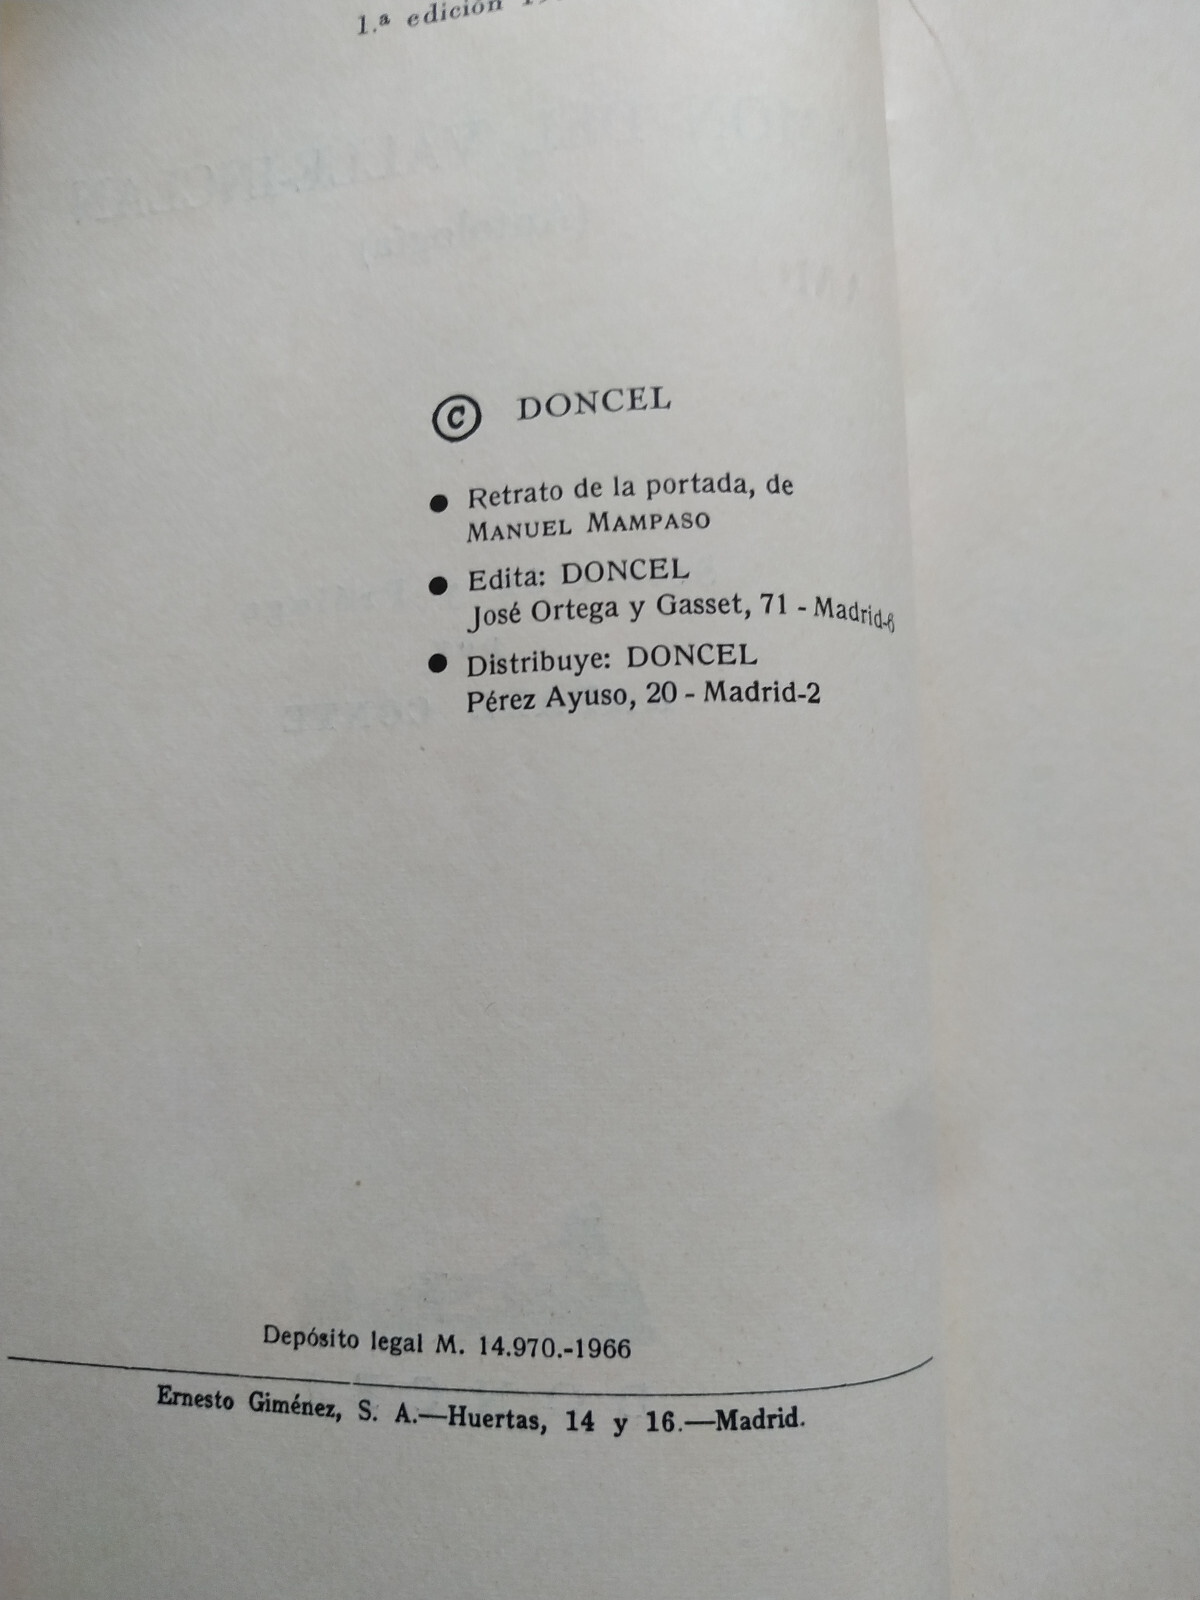 1.ª edición
© DONCEL
● Retrato de la portada, de
MANUEL MAMPASO
● Edita: DONCEL
José Ortega y Gasset, 71 - Madrid-6
● Distribuye: DONCEL
Pérez Ayuso, 20 - Madrid-2
Depósito legal M. 14.970.-1966
Ernesto Giménez, S. A.—Huertas, 14 y 16.—Madrid.